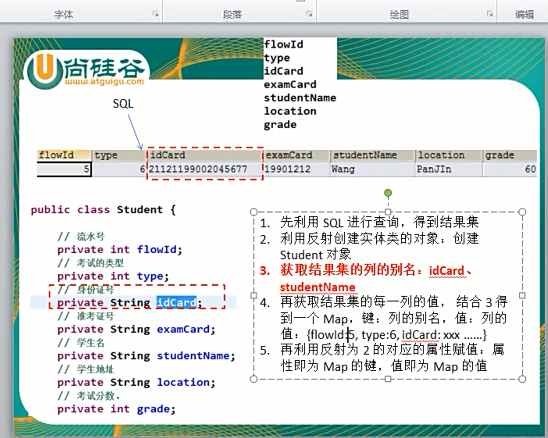 字体
段落
绘图
编辑
尚硅谷
www.atguigu.com
flowId
type
idCard
examCard
studentName
location
grade
SQL
flowId type idCard examCard studentName location grade
5 6 21121199002045677 19901212 Wang PanJIn 60
public class Student {
// 流水号
private int flowId;
// 考试的类型
private int type;
// 身份证号
private String idCard;
// 准考证号
private String examCard;
// 学生名
private String studentName;
// 学生地址
private String location;
// 考试分数.
private int grade;
1. 先利用 SQL 进行查询，得到结果集
2. 利用反射创建实体类的对象：创建
Student 对象
3. 获取结果集的列的别名：idCard、
studentName
4. 再获取结果集的每一列的值， 结合 3 得
到一个 Map，键：列的别名，值：列的
值：{flowId:5, type:6, idCard: xxx ……}
5. 再利用反射为 2 的对应的属性赋值：属
性即为 Map 的键，值即为 Map 的值